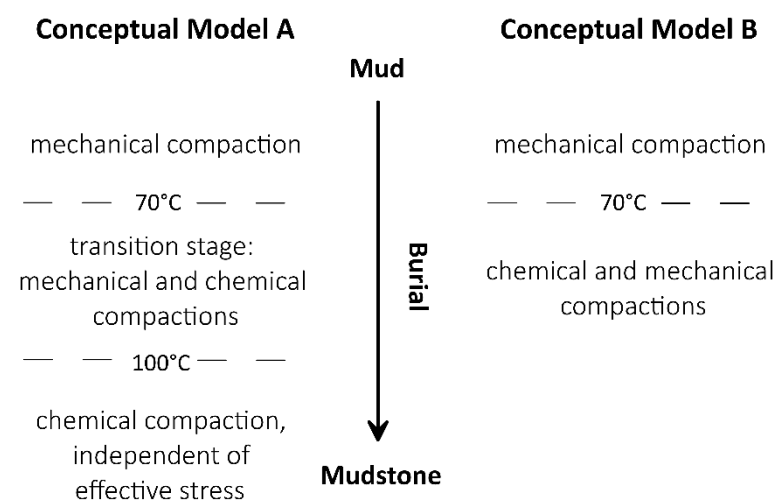 Conceptual Model A
Conceptual Model B
Mud
mechanical compaction
mechanical compaction
70°C
70°C
transition stage:
mechanical and chemical
compactions
chemical and mechanical
compactions
Burial
100°C
chemical compaction,
independent of
effective stress
Mudstone